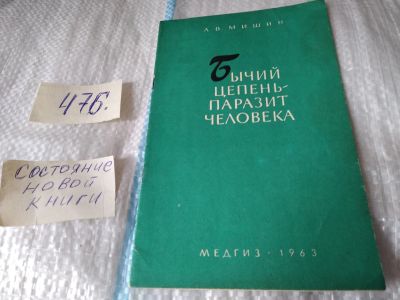 А. В. МИШИН
БЫЧИЙ
ЦЕПЕНЬ-
ПАРАЗИТ
ЧЕЛОВЕКА
МЕДГИЗ · 1963
476.
Состояние
новой
книги